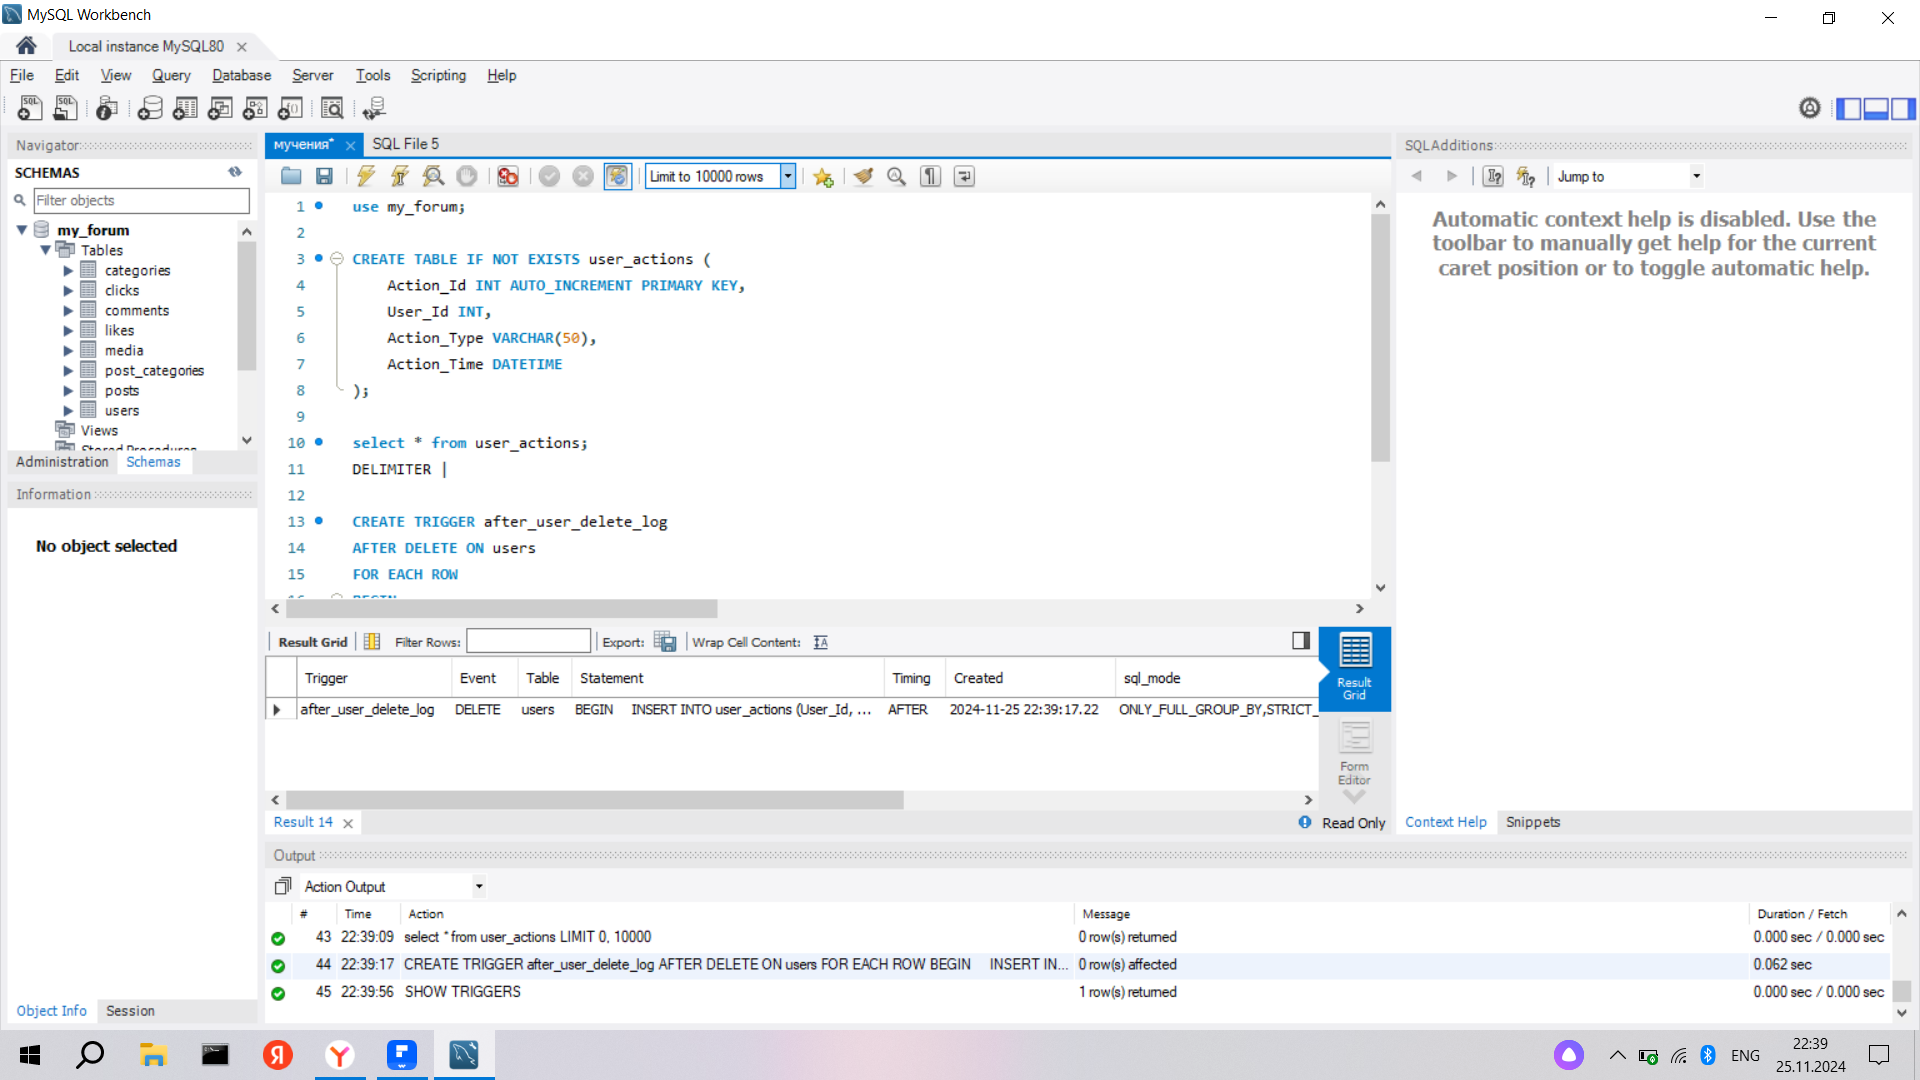 MySQL Workbench
Local instance MySQL80
File Edit View Query Database Server Tools Scripting Help
Navigator
SCHEMAS
Filter objects
my_forum
Tables
categories
clicks
comments
likes
media
post_categories
posts
users
Views
Stored Procedures
Administration Schemas
Information
No object selected
Object Info Session
мучения* SQL File 5
Limit to 10000 rows
1 use my_forum;
2
3 CREATE TABLE IF NOT EXISTS user_actions (
4 Action_Id INT AUTO_INCREMENT PRIMARY KEY,
5 User_Id INT,
6 Action_Type VARCHAR(50),
7 Action_Time DATETIME
8 );
9
10 select * from user_actions;
11 DELIMITER |
12
13 CREATE TRIGGER after_user_delete_log
14 AFTER DELETE ON users
15 FOR EACH ROW
16 BEGIN
Result Grid Filter Rows: Export: Wrap Cell Content:
Trigger Event Table Statement Timing Created sql_mode
after_user_delete_log DELETE users BEGIN INSERT INTO user_actions (User_Id, ... AFTER 2024-11-25 22:39:17.22 ONLY_FULL_GROUP_BY,STRICT_
Result
Grid
Form
Editor
Result 14
Read Only
Output
Action Output
# Time Action Message Duration / Fetch
43 22:39:09 select * from user_actions LIMIT 0, 10000 0 row(s) returned 0.000 sec / 0.000 sec
44 22:39:17 CREATE TRIGGER after_user_delete_log AFTER DELETE ON users FOR EACH ROW BEGIN INSERT IN... 0 row(s) affected 0.062 sec
45 22:39:56 SHOW TRIGGERS 1 row(s) returned 0.000 sec / 0.000 sec
SQLAdditions
Jump to
Automatic context help is disabled. Use the
toolbar to manually get help for the current
caret position or to toggle automatic help.
Context Help Snippets
ENG
22:39
25.11.2024